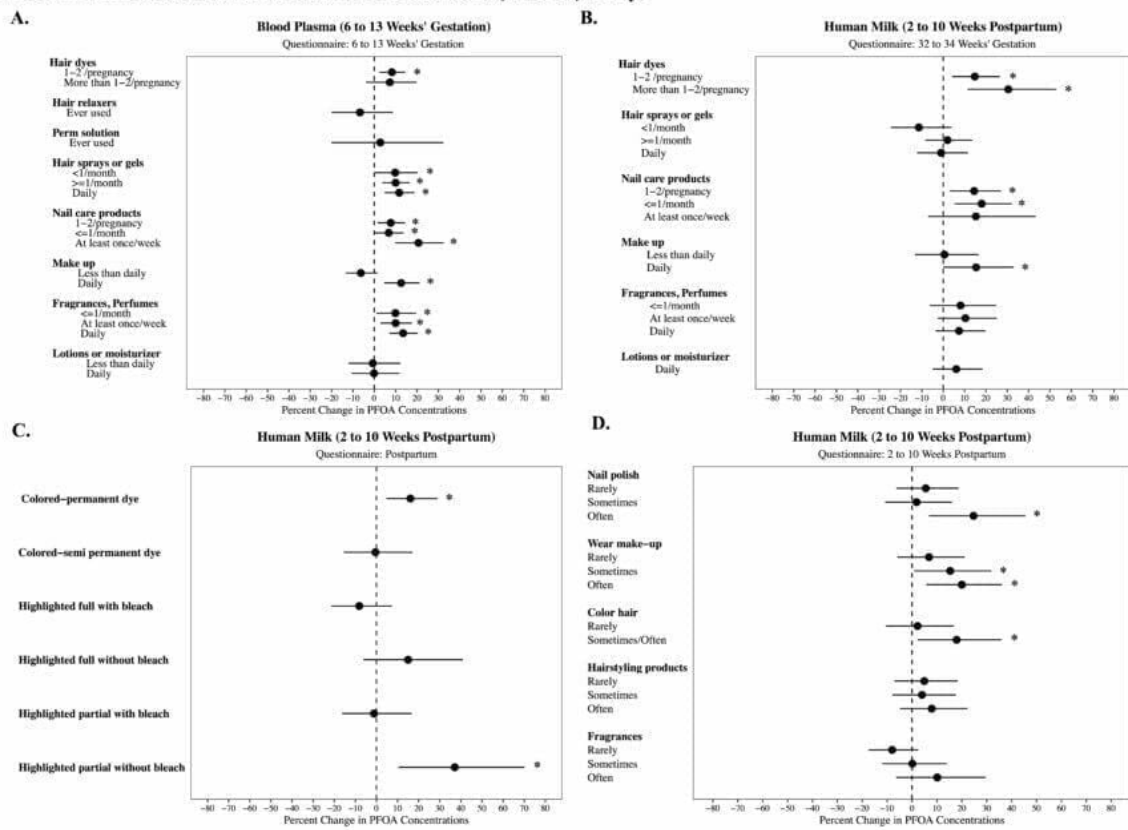 A.
Blood Plasma (6 to 13 Weeks' Gestation)
Questionnaire: 6 to 13 Weeks' Gestation
Hair dyes
1−2 /pregnancy *
More than 1−2/pregnancy
Hair relaxers
Ever used
Perm solution
Ever used
Hair sprays or gels
<1/month *
>=1/month *
Daily *
Nail care products
1−2/pregnancy *
<=1/month *
At least once/week *
Make up
Less than daily
Daily *
Fragrances, Perfumes
<=1/month *
At least once/week *
Daily *
Lotions or moisturizer
Less than daily
Daily
−80 −70 −60 −50 −40 −30 −20 −10 0 10 20 30 40 50 60 70 80
Percent Change in PFOA Concentrations
B.
Human Milk (2 to 10 Weeks Postpartum)
Questionnaire: 32 to 34 Weeks' Gestation
Hair dyes
1−2 /pregnancy *
More than 1−2/pregnancy *
Hair sprays or gels
<1/month
>=1/month
Daily
Nail care products
1−2/pregnancy *
<=1/month *
At least once/week
Make up
Less than daily
Daily *
Fragrances, Perfumes
<=1/month
At least once/week
Daily
Lotions or moisturizer
Daily
−80 −70 −60 −50 −40 −30 −20 −10 0 10 20 30 40 50 60 70 80
Percent Change in PFOA Concentrations
C.
Human Milk (2 to 10 Weeks Postpartum)
Questionnaire: Postpartum
Colored−permanent dye *
Colored−semi permanent dye
Highlighted full with bleach
Highlighted full without bleach
Highlighted partial with bleach
Highlighted partial without bleach *
−80 −70 −60 −50 −40 −30 −20 −10 0 10 20 30 40 50 60 70 80
Percent Change in PFOA Concentrations
D.
Human Milk (2 to 10 Weeks Postpartum)
Questionnaire: 2 to 10 Weeks Postpartum
Nail polish
Rarely
Sometimes
Often *
Wear make−up
Rarely
Sometimes *
Often *
Color hair
Rarely
Sometimes/Often *
Hairstyling products
Rarely
Sometimes
Often
Fragrances
Rarely
Sometimes
Often
−80 −70 −60 −50 −40 −30 −20 −10 0 10 20 30 40 50 60 70 80
Percent Change in PFOA Concentrations